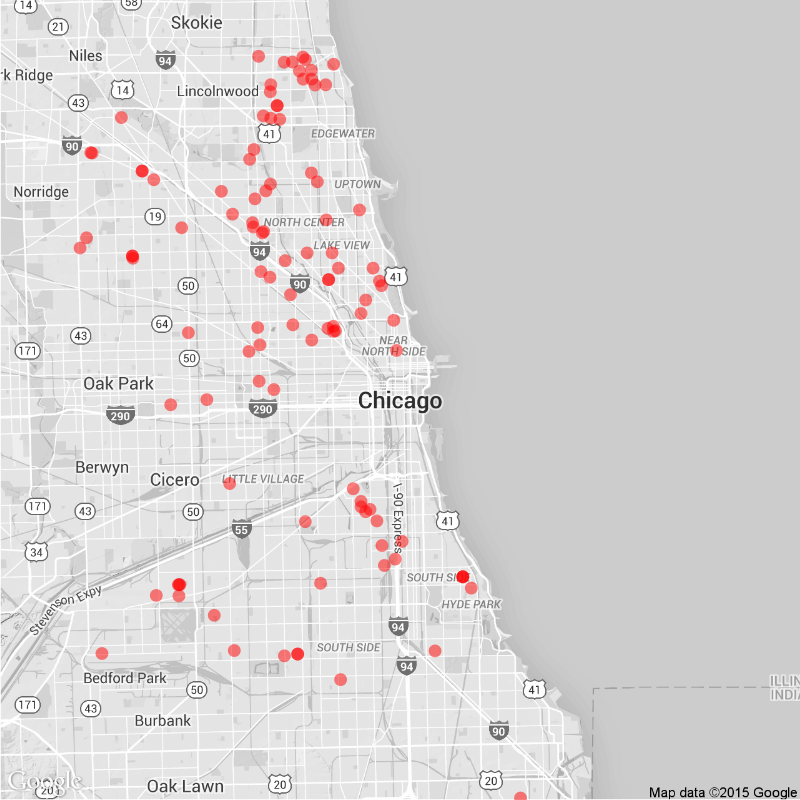 14
58
Skokie
21
Niles
94
rk Ridge
14
Lincolnwood
43
41
EDGEWATER
90
Norridge
UPTOWN
19
NORTH CENTER
LAKE VIEW
94
41
90
50
64
43
NEAR
NORTH SIDE
171
50
Oak Park
290
290
Chicago
Berwyn
Cicero
LITTLE VILLAGE
171
43
50
I-90 Express
41
55
34
SOUTH SI
Stevenson Expy
HYDE PARK
94
SOUTH SIDE
94
Bedford Park
ILLIN
INDIA
50
41
171
43
Burbank
90
Google
Oak Lawn
20
20
20
Map data ©2015 Google